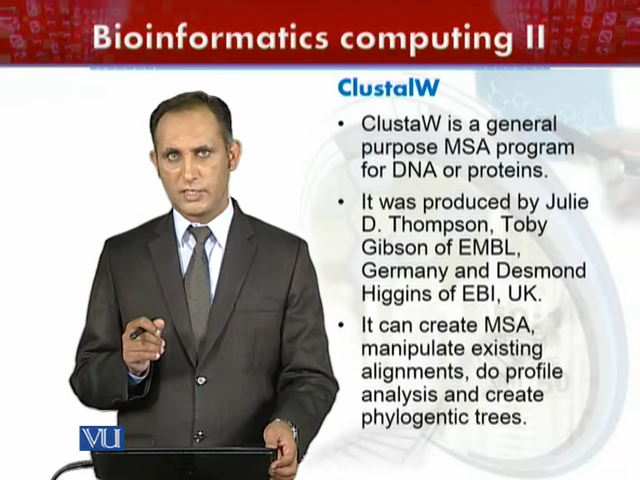 Bioinformatics computing II
ClustalW
• ClustaW is a general
purpose MSA program
for DNA or proteins.
• It was produced by Julie
D. Thompson, Toby
Gibson of EMBL,
Germany and Desmond
Higgins of EBI, UK.
• It can create MSA,
manipulate existing
alignments, do profile
analysis and create
phylogentic trees.
VU